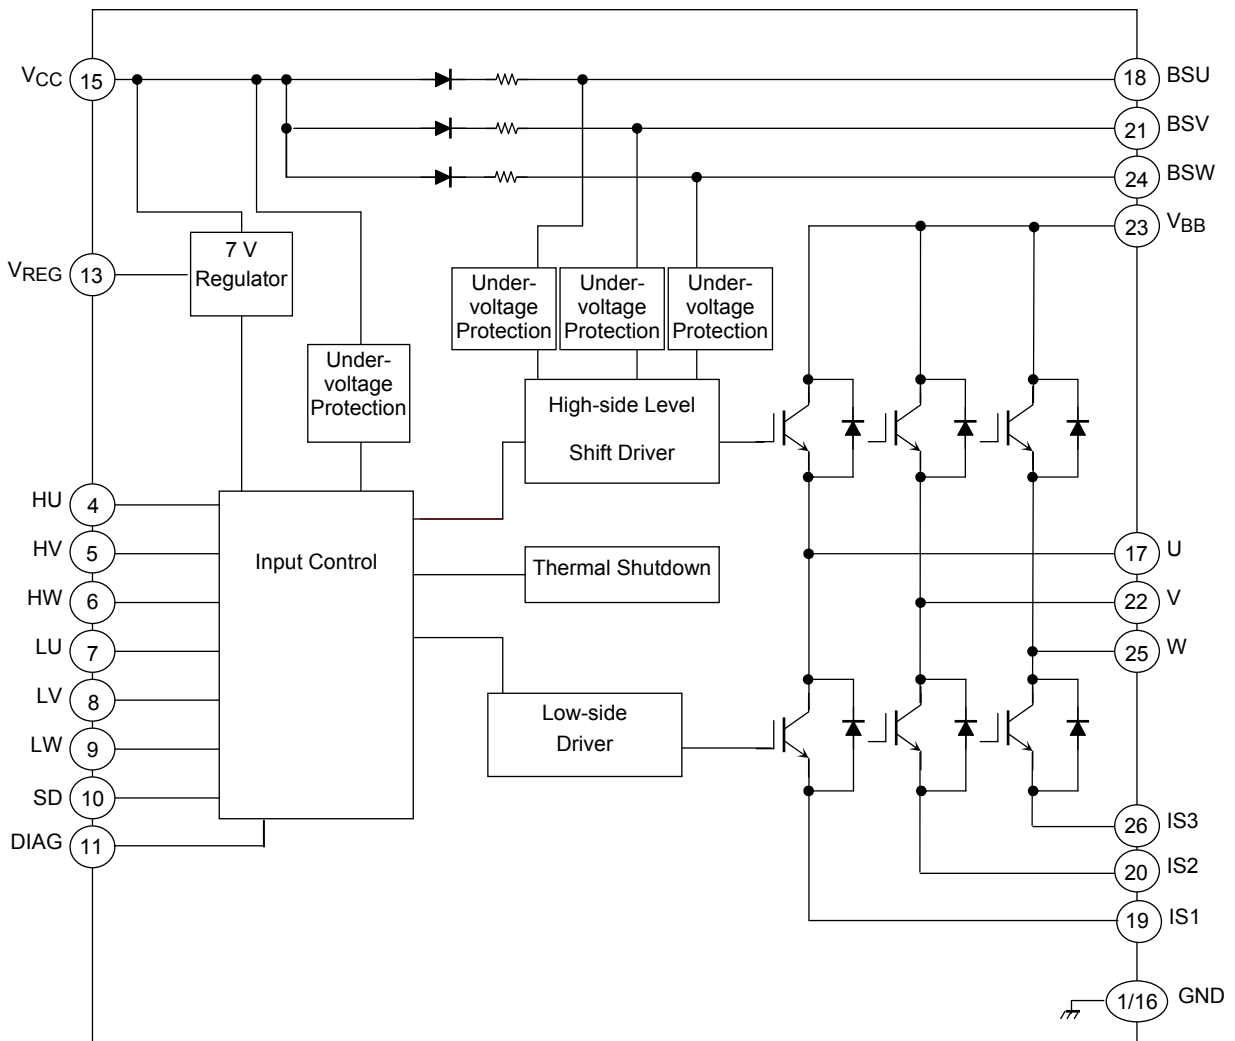 VCC 15
18 BSU
21 BSV
24 BSW
23 VBB
7 V
Regulator
VREG 13
Under-
voltage
Protection
Under-
voltage
Protection
Under-
voltage
Protection
Under-
voltage
Protection
High-side Level
Shift Driver
HU 4
HV 5
HW 6
LU 7
LV 8
LW 9
SD 10
DIAG 11
Input Control
Thermal Shutdown
Low-side
Driver
17 U
22 V
25 W
26 IS3
20 IS2
19 IS1
1/16 GND